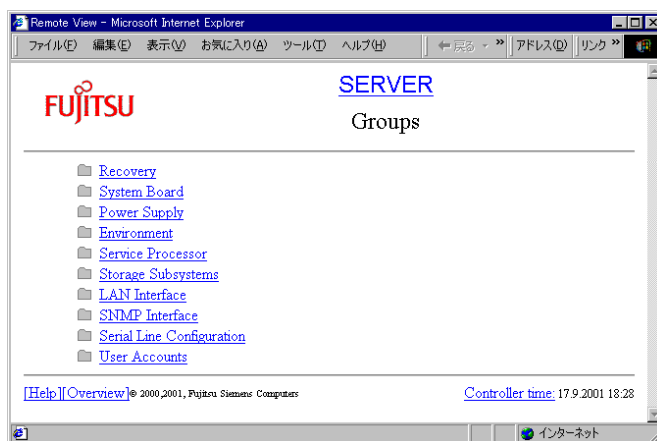 Remote View - Microsoft Internet Explorer
ファイル(F) 編集(E) 表示(V) お気に入り(A) ツール(T) ヘルプ(H) 戻る » アドレス(D) リンク »
FUJITSU
SERVER
Groups
Recovery
System Board
Power Supply
Environment
Service Processor
Storage Subsystems
LAN Interface
SNMP Interface
Serial Line Configuration
User Accounts
[Help][Overview]© 2000,2001, Fujitsu Siemens Computers Controller time: 17.9.2001 18:28
インターネット